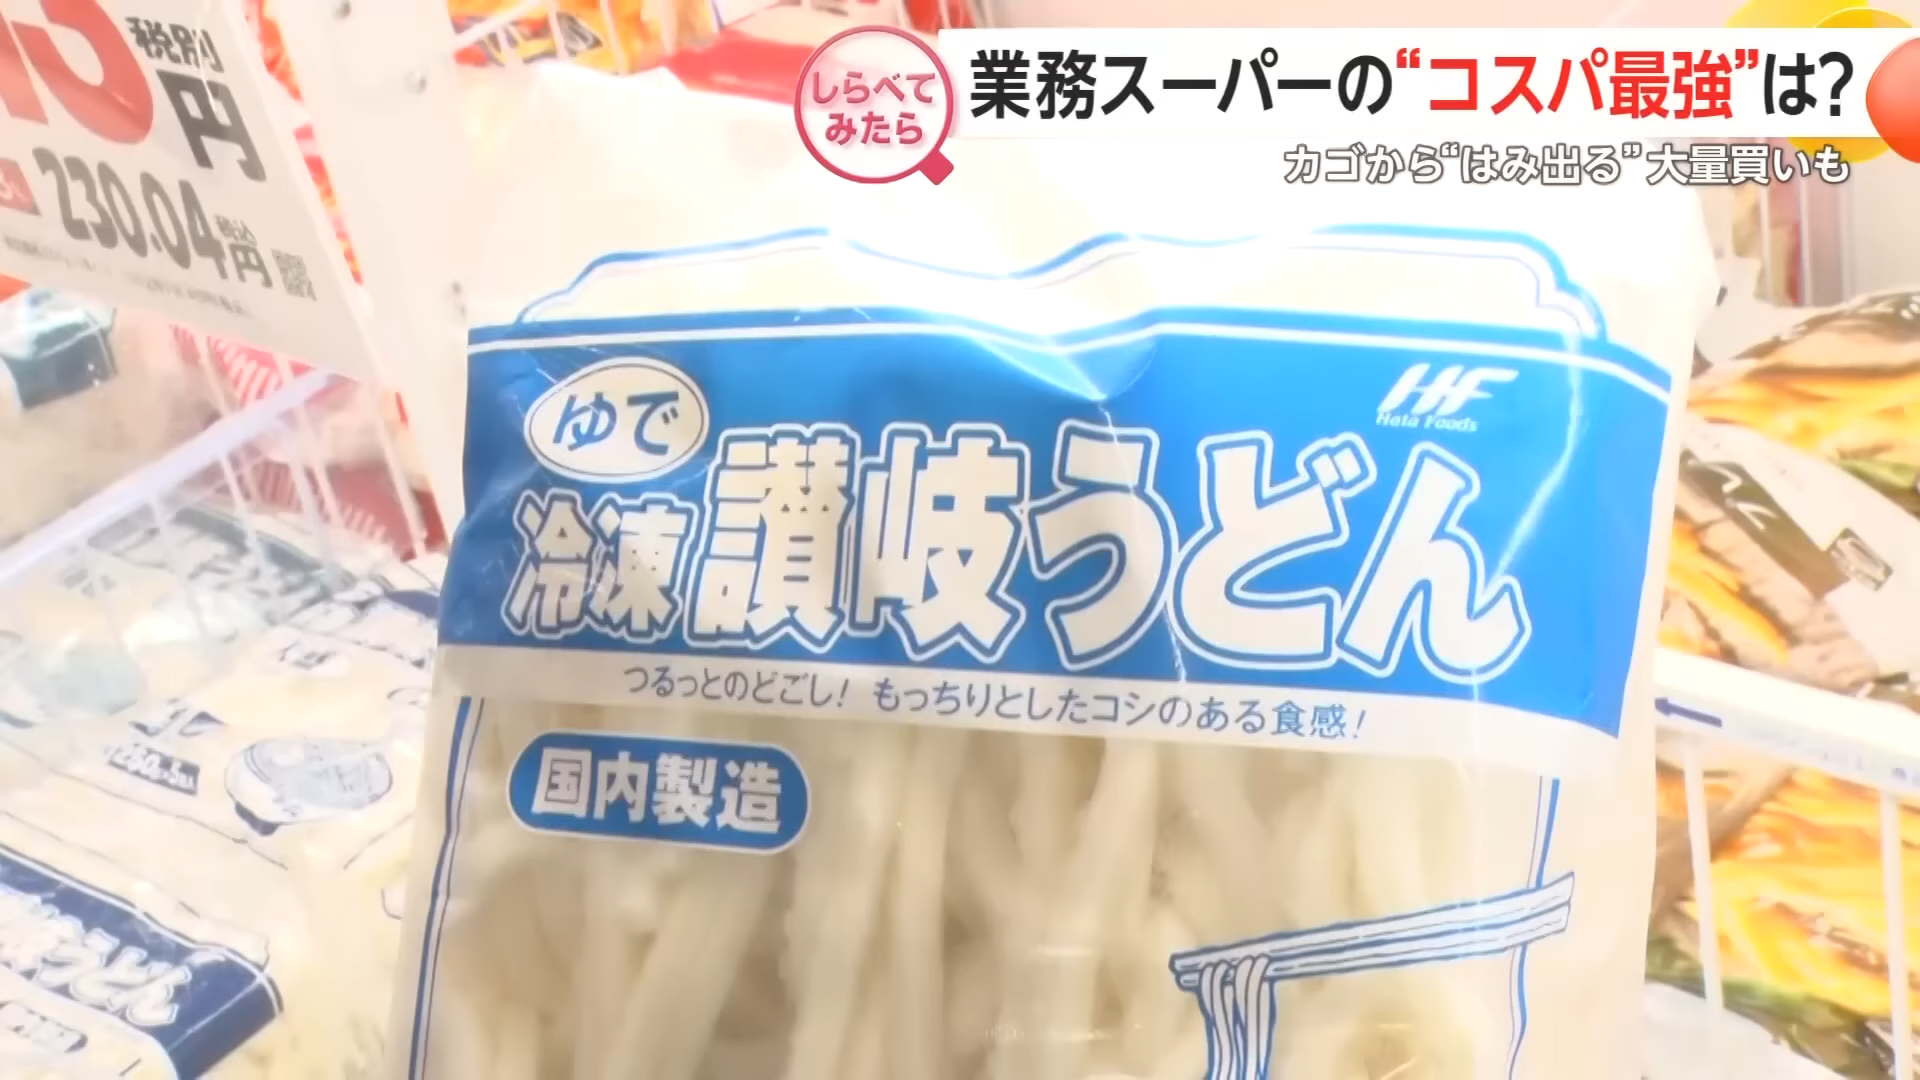 しらべて
みたら
業務スーパーの“コスパ最強”は?
カゴから“はみ出る”大量買いも
税別
円
230.04
税込
円
HF
Hata Foods
ゆで
冷凍讃岐うどん
つるっとのどごし! もっちりとしたコシのある食感!
国内製造
うどん